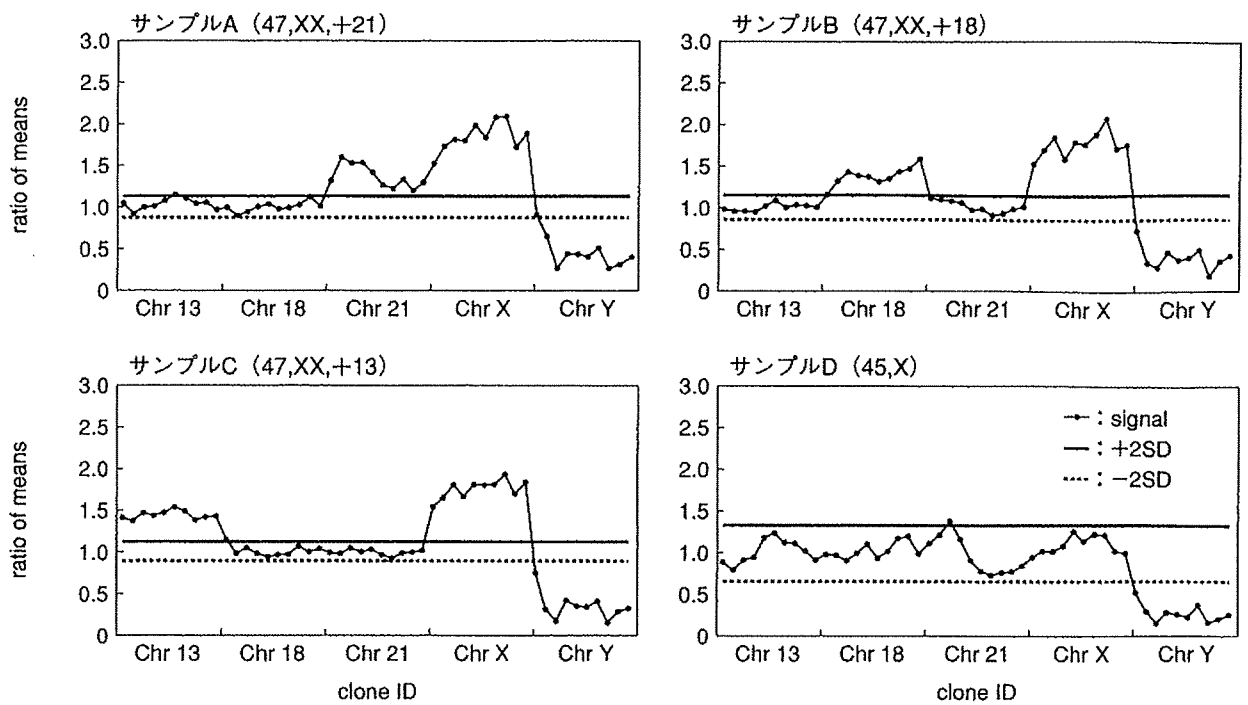 サンプルA（47,XX,+21）
3.0
2.5
2.0
1.5
1.0
0.5
0
ratio of means
Chr 13 Chr 18 Chr 21 Chr X Chr Y
サンプルB（47,XX,+18）
3.0
2.5
2.0
1.5
1.0
0.5
0
Chr 13 Chr 18 Chr 21 Chr X Chr Y
サンプルC（47,XX,+13）
3.0
2.5
2.0
1.5
1.0
0.5
0
ratio of means
Chr 13 Chr 18 Chr 21 Chr X Chr Y
clone ID
サンプルD（45,X）
3.0
2.5
2.0
1.5
1.0
0.5
0
：signal
：+2SD
：−2SD
Chr 13 Chr 18 Chr 21 Chr X Chr Y
clone ID